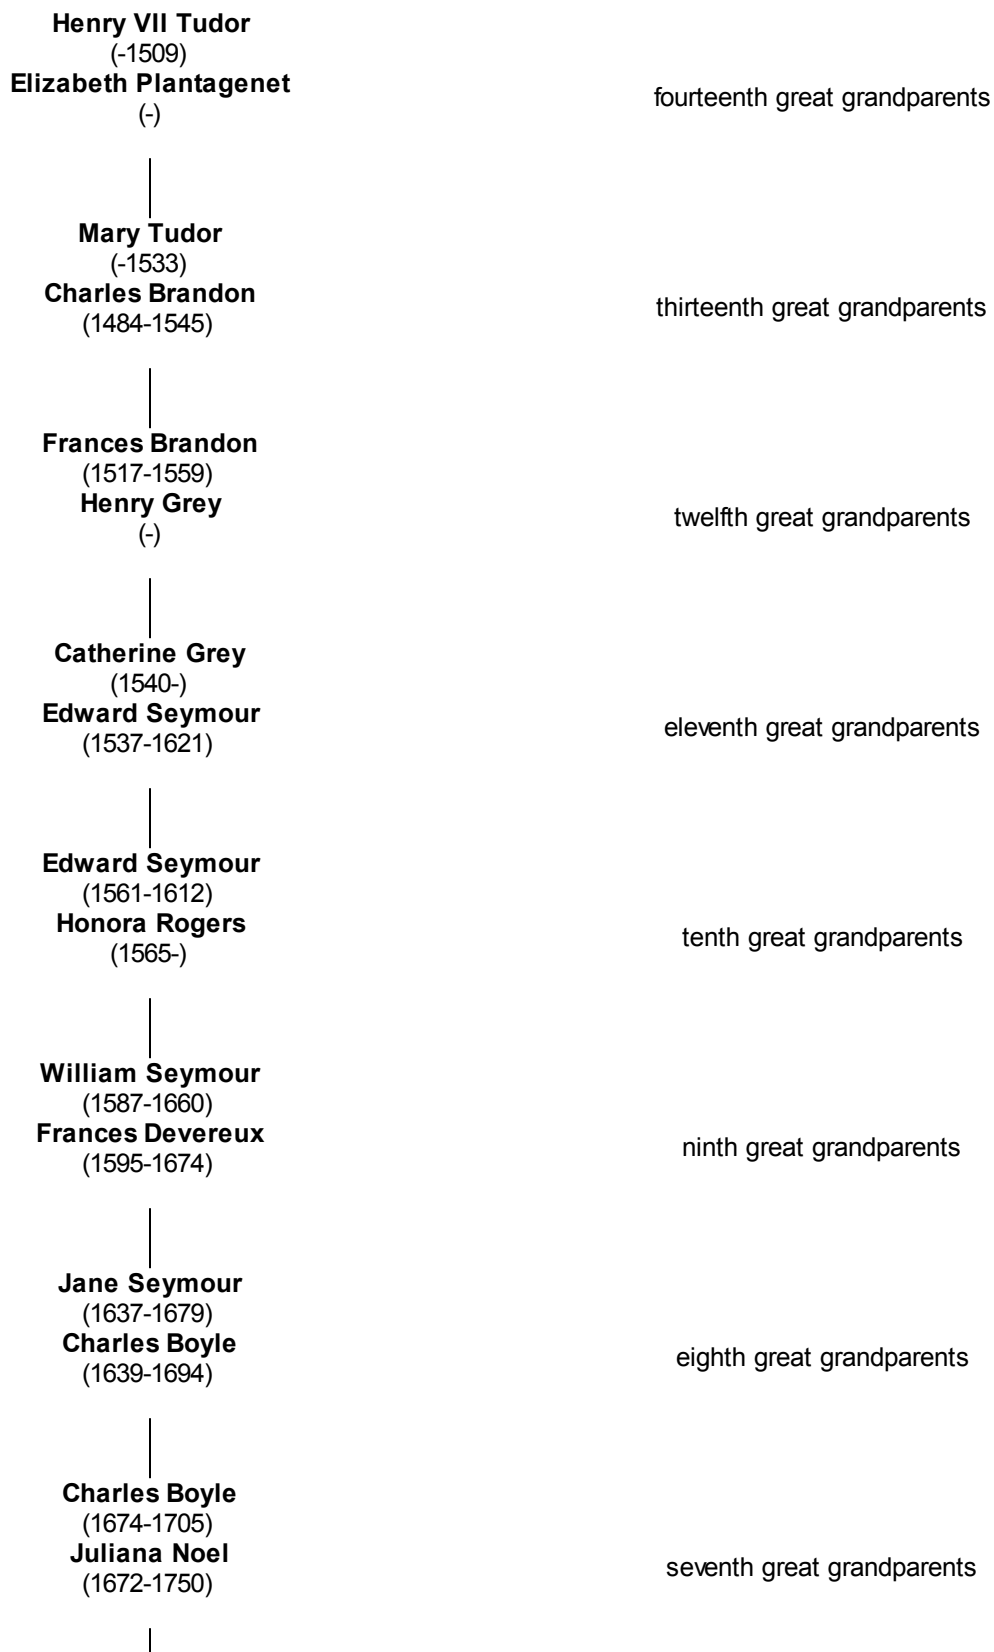 Henry VII Tudor
(-1509)
Elizabeth Plantagenet
(-)
fourteenth great grandparents
Mary Tudor
(-1533)
Charles Brandon
(1484-1545)
thirteenth great grandparents
Frances Brandon
(1517-1559)
Henry Grey
(-)
twelfth great grandparents
Catherine Grey
(1540-)
Edward Seymour
(1537-1621)
eleventh great grandparents
Edward Seymour
(1561-1612)
Honora Rogers
(1565-)
tenth great grandparents
William Seymour
(1587-1660)
Frances Devereux
(1595-1674)
ninth great grandparents
Jane Seymour
(1637-1679)
Charles Boyle
(1639-1694)
eighth great grandparents
Charles Boyle
(1674-1705)
Juliana Noel
(1672-1750)
seventh great grandparents